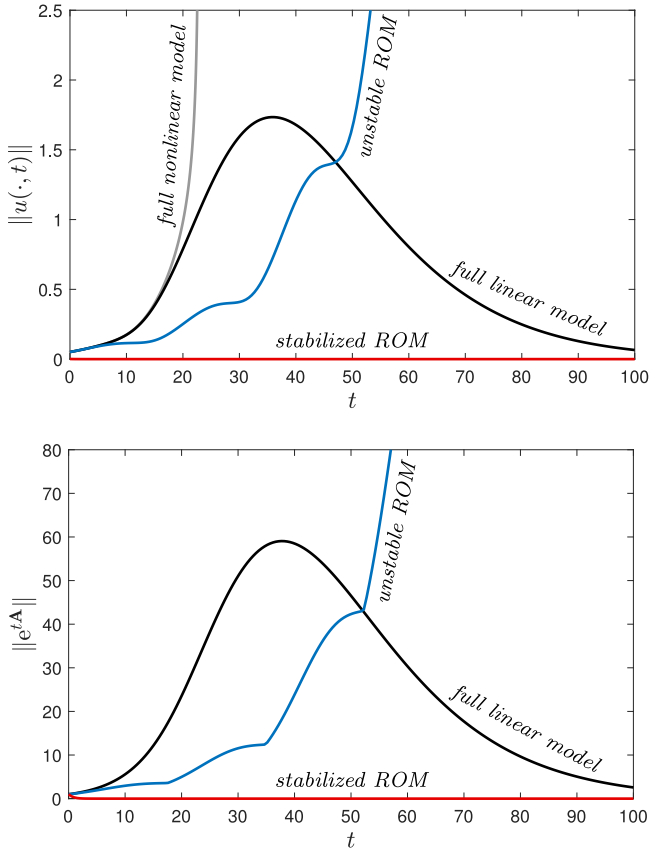 2.5
2
1.5
1
0.5
0
||u(·, t)||
full nonlinear model
unstable ROM
full linear model
stabilized ROM
0 10 20 30 40 50 60 70 80 90 100
t
80
70
60
50
40
30
20
10
0
||e^{tA}||
unstable ROM
full linear model
stabilized ROM
0 10 20 30 40 50 60 70 80 90 100
t